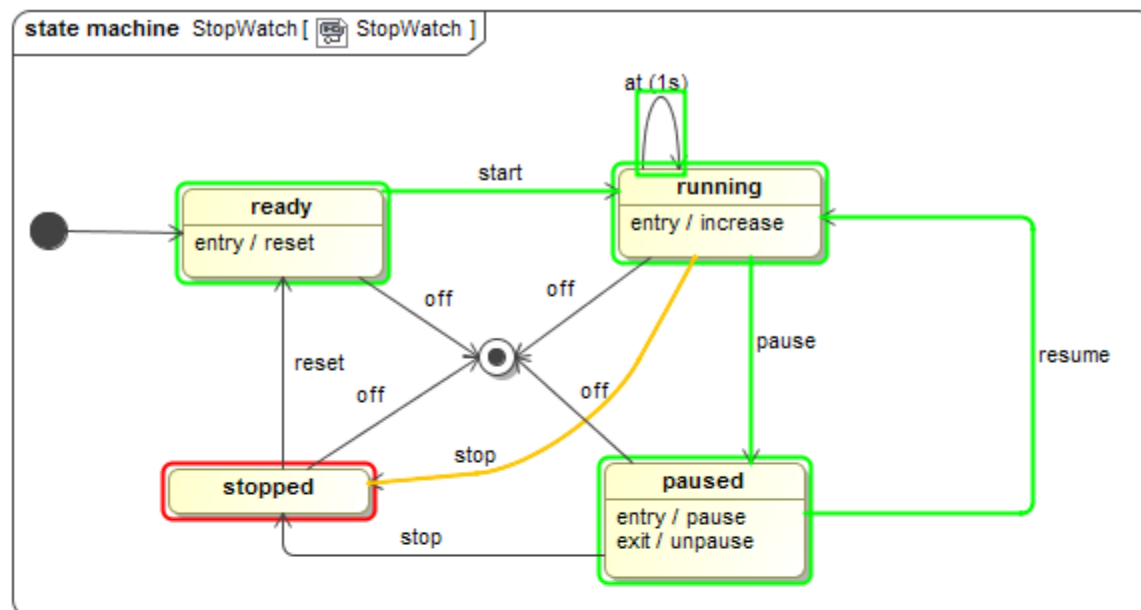 state machine StopWatch [ StopWatch ]
at (1s)
start
running
ready
entry / increase
entry / reset
off
off
pause
reset
resume
off
off
stop
paused
stopped
entry / pause
stop
exit / unpause